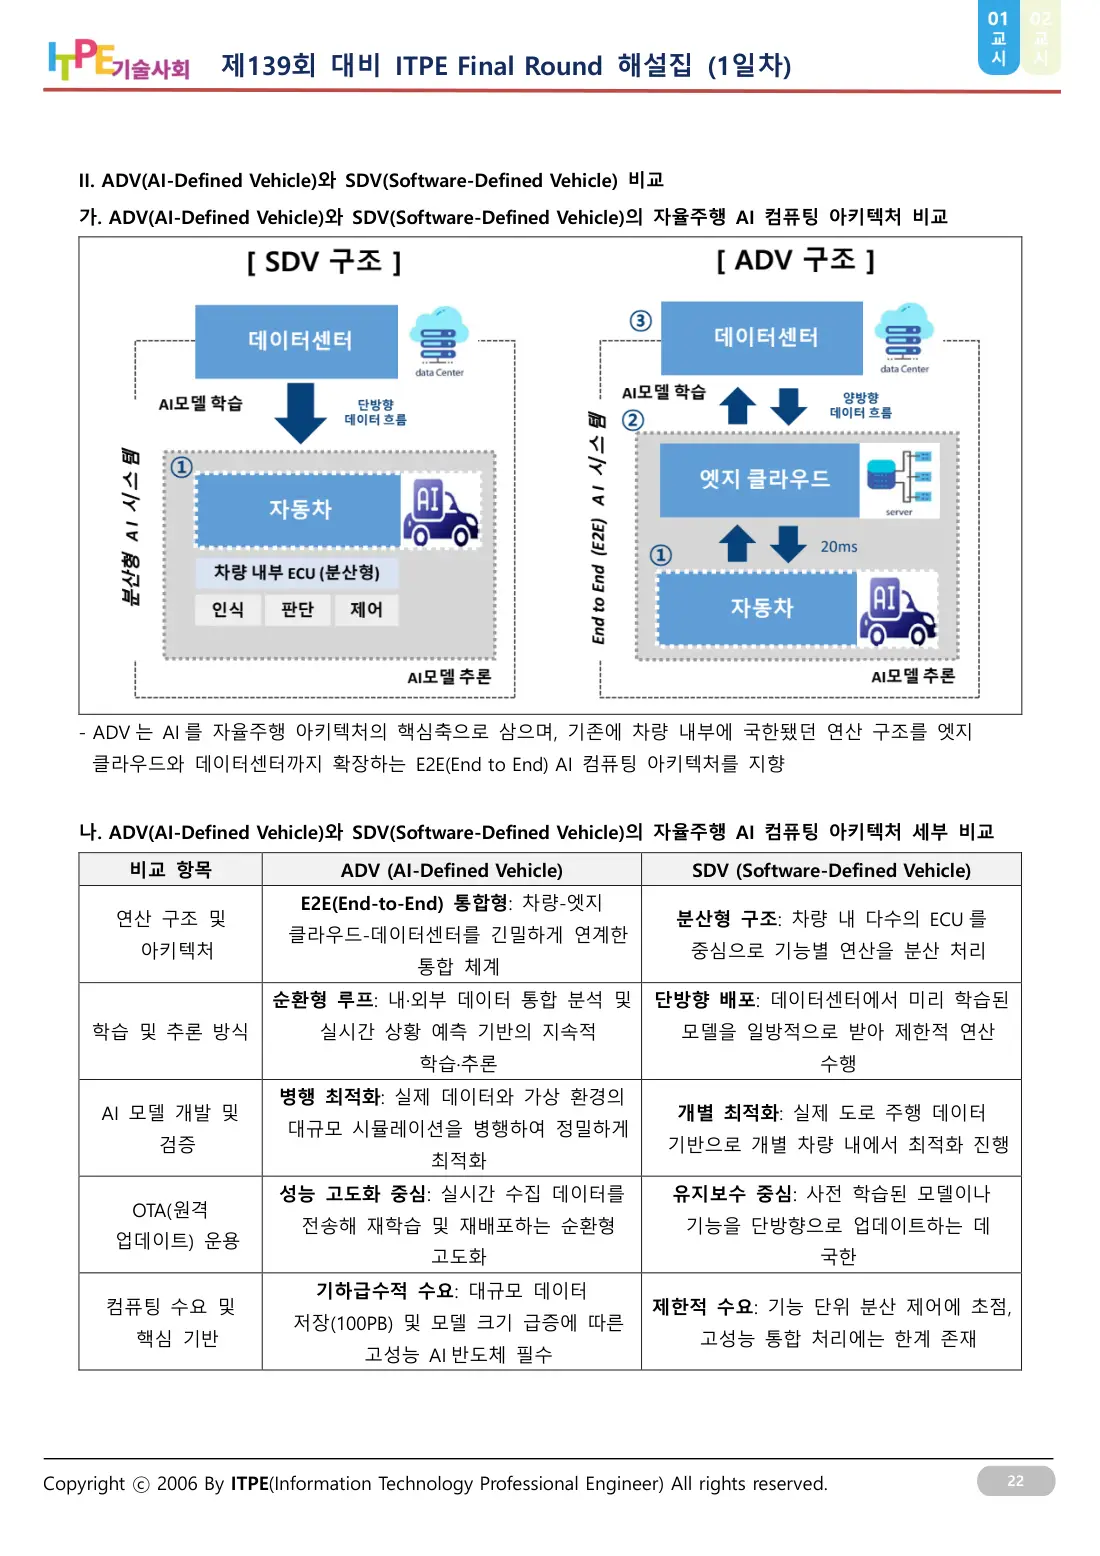 01
교
시
02
교
시
ITPE기술사회
제139회 대비 ITPE Final Round 해설집 (1일차)
II. ADV(AI-Defined Vehicle)와 SDV(Software-Defined Vehicle) 비교
가. ADV(AI-Defined Vehicle)와 SDV(Software-Defined Vehicle)의 자율주행 AI 컴퓨팅 아키텍처 비교
[ SDV 구조 ]
데이터센터
data Center
AI모델 학습
단방향
데이터 흐름
분산형 AI 시스템
①
자동차
AI
차량 내부 ECU (분산형)
인식 판단 제어
AI모델 추론
[ ADV 구조 ]
③
데이터센터
data Center
AI모델 학습
양방향
데이터 흐름
②
End to End (E2E) AI 시스템
엣지 클라우드
server
20ms
①
자동차
AI
AI모델 추론
- ADV는 AI를 자율주행 아키텍처의 핵심축으로 삼으며, 기존에 차량 내부에 국한됐던 연산 구조를 엣지
클라우드와 데이터센터까지 확장하는 E2E(End to End) AI 컴퓨팅 아키텍처를 지향
나. ADV(AI-Defined Vehicle)와 SDV(Software-Defined Vehicle)의 자율주행 AI 컴퓨팅 아키텍처 세부 비교
비교 항목 ADV (AI-Defined Vehicle) SDV (Software-Defined Vehicle)
연산 구조 및
아키텍처
E2E(End-to-End) 통합형: 차량-엣지
클라우드-데이터센터를 긴밀하게 연계한
통합 체계
분산형 구조: 차량 내 다수의 ECU를
중심으로 기능별 연산을 분산 처리
학습 및 추론 방식
순환형 루프: 내·외부 데이터 통합 분석 및
실시간 상황 예측 기반의 지속적
학습·추론
단방향 배포: 데이터센터에서 미리 학습된
모델을 일방적으로 받아 제한적 연산
수행
AI 모델 개발 및
검증
병행 최적화: 실제 데이터와 가상 환경의
대규모 시뮬레이션을 병행하여 정밀하게
최적화
개별 최적화: 실제 도로 주행 데이터
기반으로 개별 차량 내에서 최적화 진행
OTA(원격
업데이트) 운용
성능 고도화 중심: 실시간 수집 데이터를
전송해 재학습 및 재배포하는 순환형
고도화
유지보수 중심: 사전 학습된 모델이나
기능을 단방향으로 업데이트하는 데
국한
컴퓨팅 수요 및
핵심 기반
기하급수적 수요: 대규모 데이터
저장(100PB) 및 모델 크기 급증에 따른
고성능 AI 반도체 필수
제한적 수요: 기능 단위 분산 제어에 초점,
고성능 통합 처리에는 한계 존재
Copyright ⓒ 2006 By ITPE(Information Technology Professional Engineer) All rights reserved.
22